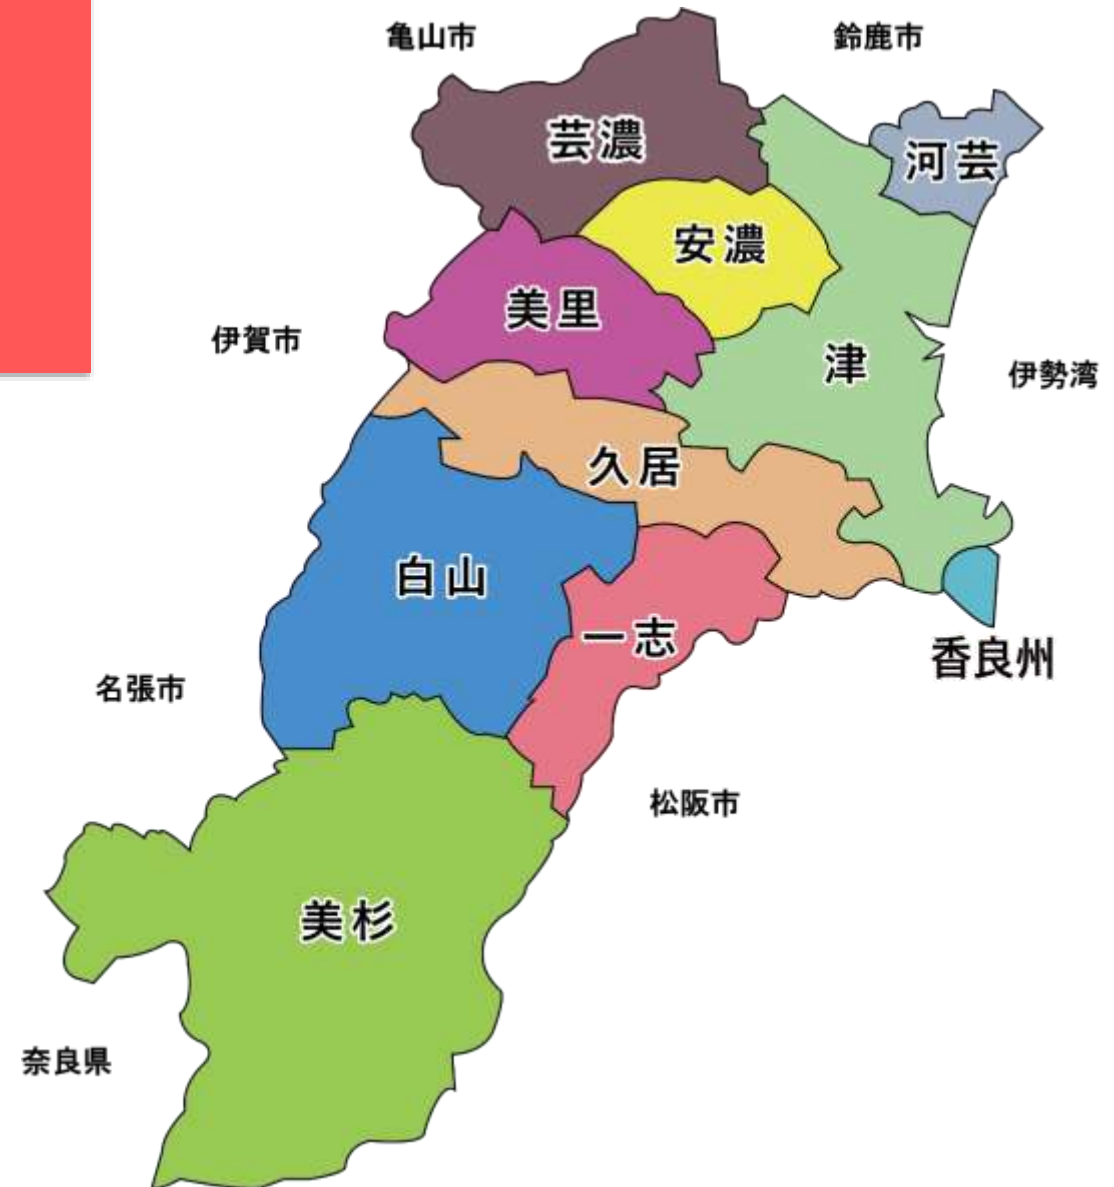 亀山市
鈴鹿市
芸濃
河芸
安濃
美里
伊賀市
津
伊勢湾
久居
白山
一志
香良州
名張市
松阪市
美杉
奈良県